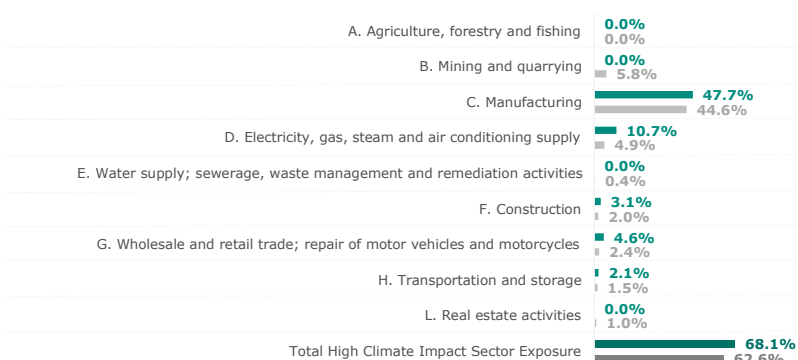 A. Agriculture, forestry and fishing
0.0%
0.0%
B. Mining and quarrying
0.0%
5.8%
C. Manufacturing
47.7%
44.6%
D. Electricity, gas, steam and air conditioning supply
10.7%
4.9%
E. Water supply; sewerage, waste management and remediation activities
0.0%
0.4%
F. Construction
3.1%
2.0%
G. Wholesale and retail trade; repair of motor vehicles and motorcycles
4.6%
2.4%
H. Transportation and storage
2.1%
1.5%
L. Real estate activities
0.0%
1.0%
Total High Climate Impact Sector Exposure
68.1%
62.6%